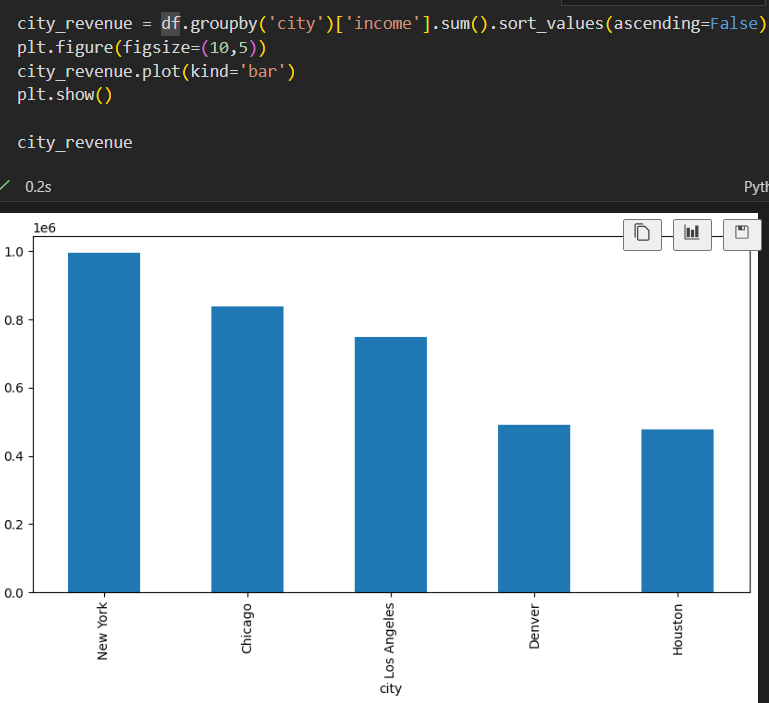 city_revenue = df.groupby('city')['income'].sum().sort_values(ascending=False)
plt.figure(figsize=(10,5))
city_revenue.plot(kind='bar')
plt.show()
city_revenue
0.2s
Pyth
1e6
1.0
0.8
0.6
0.4
0.2
0.0
New York
Chicago
Los Angeles
Denver
Houston
city